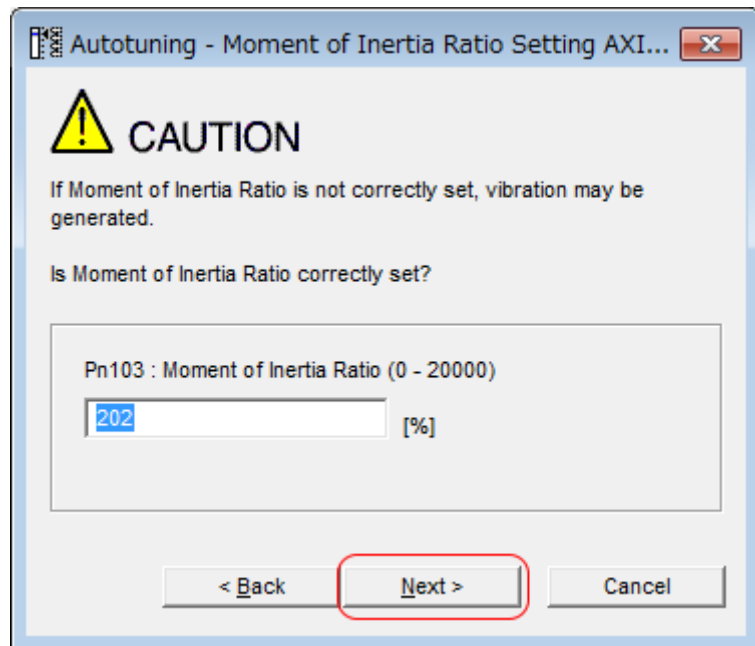 Autotuning - Moment of Inertia Ratio Setting AXI...
CAUTION
If Moment of Inertia Ratio is not correctly set, vibration may be
generated.
Is Moment of Inertia Ratio correctly set?
Pn103 : Moment of Inertia Ratio (0 - 20000)
202 [%]
< Back Next > Cancel